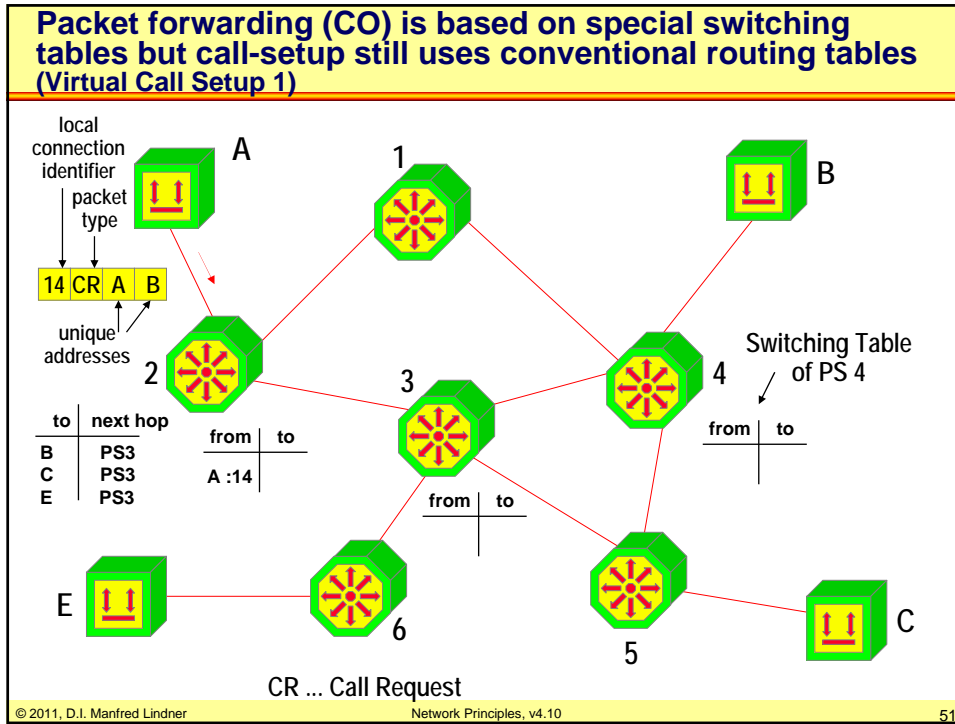 Packet forwarding (CO) is based on special switching
tables but call-setup still uses conventional routing tables
(Virtual Call Setup 1)
local
connection
identifier
packet
type
14 CR A B
unique
addresses
A
1
B
2
3
4
Switching Table
of PS 4
to next hop
B PS3
C PS3
E PS3
from to
A :14
from to
from to
E
6
5
C
CR ... Call Request
© 2011, D.I. Manfred Lindner
Network Principles, v4.10
51